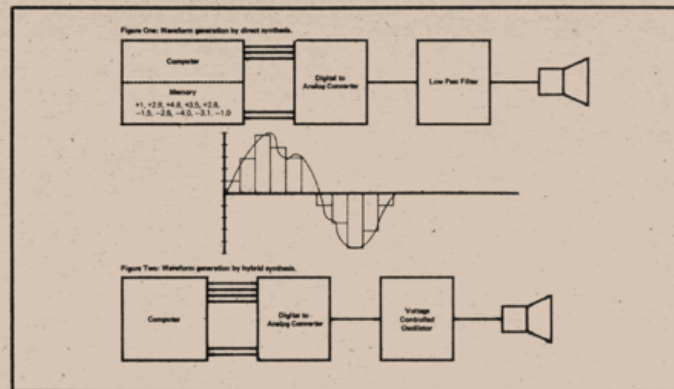 Figure One: Waveform generation by direct synthesis.
Computer
Memory
+1, +2.8, +4.8, +3.5, +2.8,
−1.5, −2.6, −4.0, −3.1, −1.0
Digital to
Analog Converter
Low Pass Filter
Figure Two: Waveform generation by hybrid synthesis.
Computer
Digital to
Analog Converter
Voltage
Controlled
Oscillator